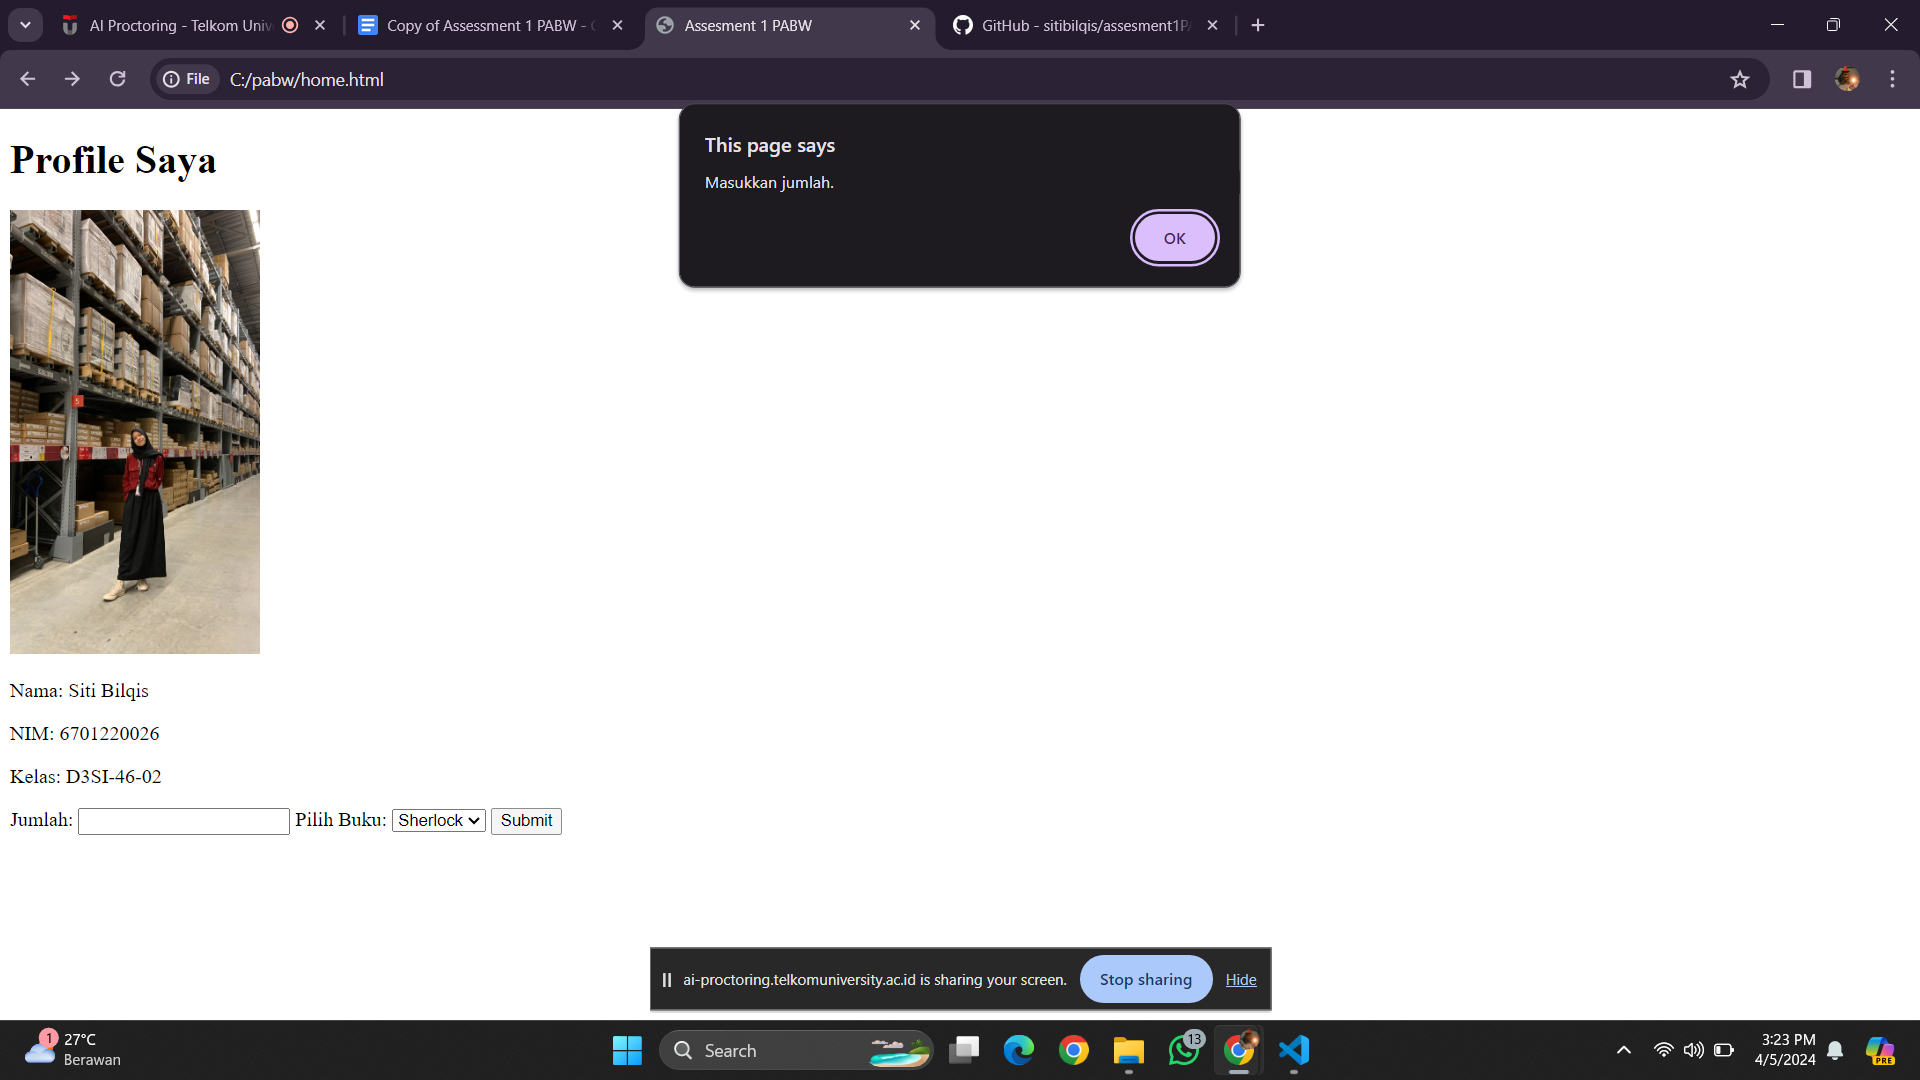 AI Proctoring - Telkom Univ
Copy of Assessment 1 PABW -
Assesment 1 PABW
GitHub - sitibilqis/assesment1P
File
C:/pabw/home.html
This page says
Masukkan jumlah.
OK
Profile Saya
5
Nama: Siti Bilqis
NIM: 6701220026
Kelas: D3SI-46-02
Jumlah:
Pilih Buku:
Sherlock
Submit
ai-proctoring.telkomuniversity.ac.id is sharing your screen.
Stop sharing
Hide
1
27°C
Berawan
Search
13
3:23 PM
4/5/2024
PRE